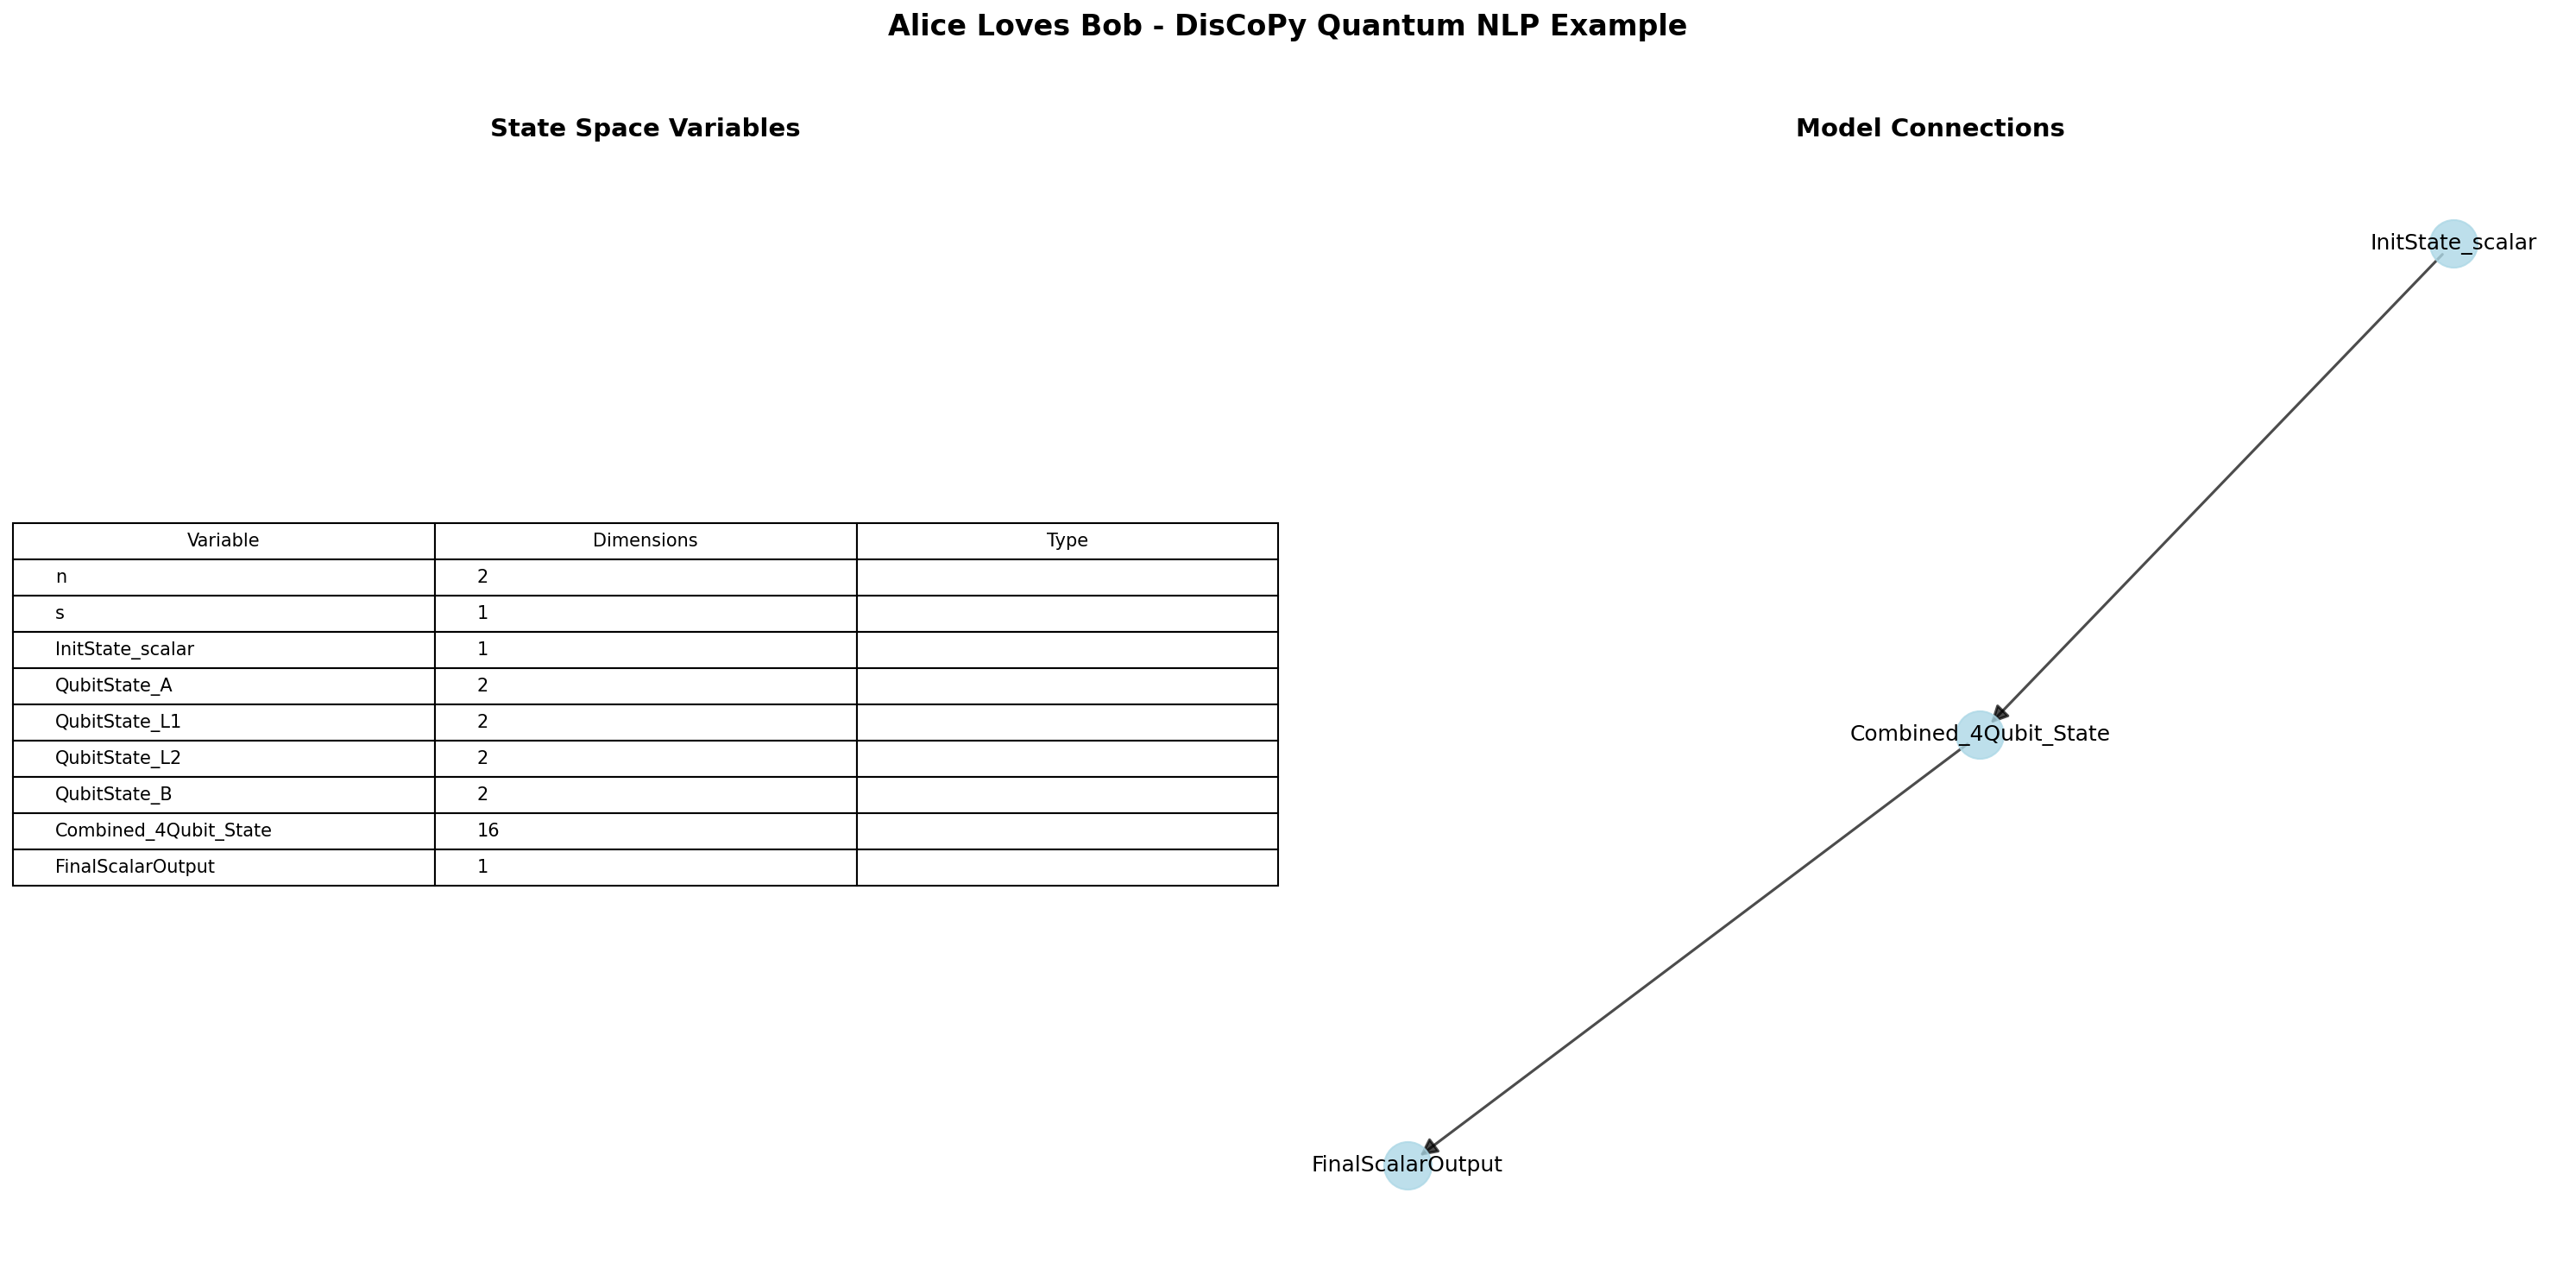 Alice Loves Bob - DisCoPy Quantum NLP Example
State Space Variables
Variable Dimensions Type
n 2
s 1
InitState_scalar 1
QubitState_A 2
QubitState_L1 2
QubitState_L2 2
QubitState_B 2
Combined_4Qubit_State 16
FinalScalarOutput 1
Model Connections
InitState_scalar
Combined_4Qubit_State
FinalScalarOutput